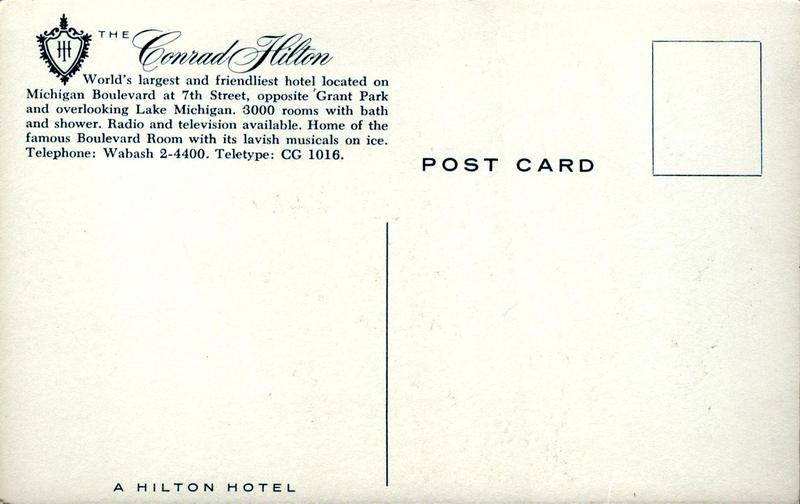 THE Conrad Hilton
World's largest and friendliest hotel located on
Michigan Boulevard at 7th Street, opposite Grant Park
and overlooking Lake Michigan. 3000 rooms with bath
and shower. Radio and television available. Home of the
famous Boulevard Room with its lavish musicals on ice.
Telephone: Wabash 2-4400. Teletype: CG 1016.
POST CARD
A HILTON HOTEL